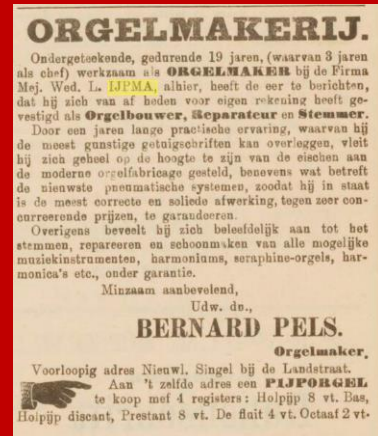 ORGELMAKERIJ.
Ondergeteekende, gedurende 19 jaren, (waarvan 3 jaren
als chef) werkzaam als ORGELMAKER bij de Firma
Mej. Wed. L. IJPMA, alhier, heeft de eer te berichten,
dat hij zich van af heden voor eigen rekening heeft ge-
vestigd als Orgelbouwer, Reparateur en Stemmer.
Door een jaren lange practische ervaring, waarvan hij
de meest gunstige getuigschriften kan overleggen, vleit
hij zich geheel op de hoogte te zijn van de eischen aan
de moderne orgelfabricage gesteld, benevens wat betreft
de nieuwste pneumatische systemen, zoodat hij in staat
is de meest correcte en soliede afwerking, tegen zeer con-
curreerende prijzen, te garandeeren.
Overigens beveelt hij zich beleefdelijk aan tot het
stemmen, repareeren en schoonmaken van alle mogelijke
muziekinstrumenten, harmoniums, seraphine-orgels, har-
monica's etc., onder garantie.
Minzaam aanbevelend,
Udw. dn.,
BERNARD PELS.
Orgelmaker.
Voorloopig adres Nieuwl. Singel bij de Landstraat.
Aan 't zelfde adres een PIJPORGEL
te koop met 4 registers: Holpijp 8 vt. Bas,
Holpijp discant, Prestant 8 vt. De fluit 4 vt. Octaaf 2 vt.